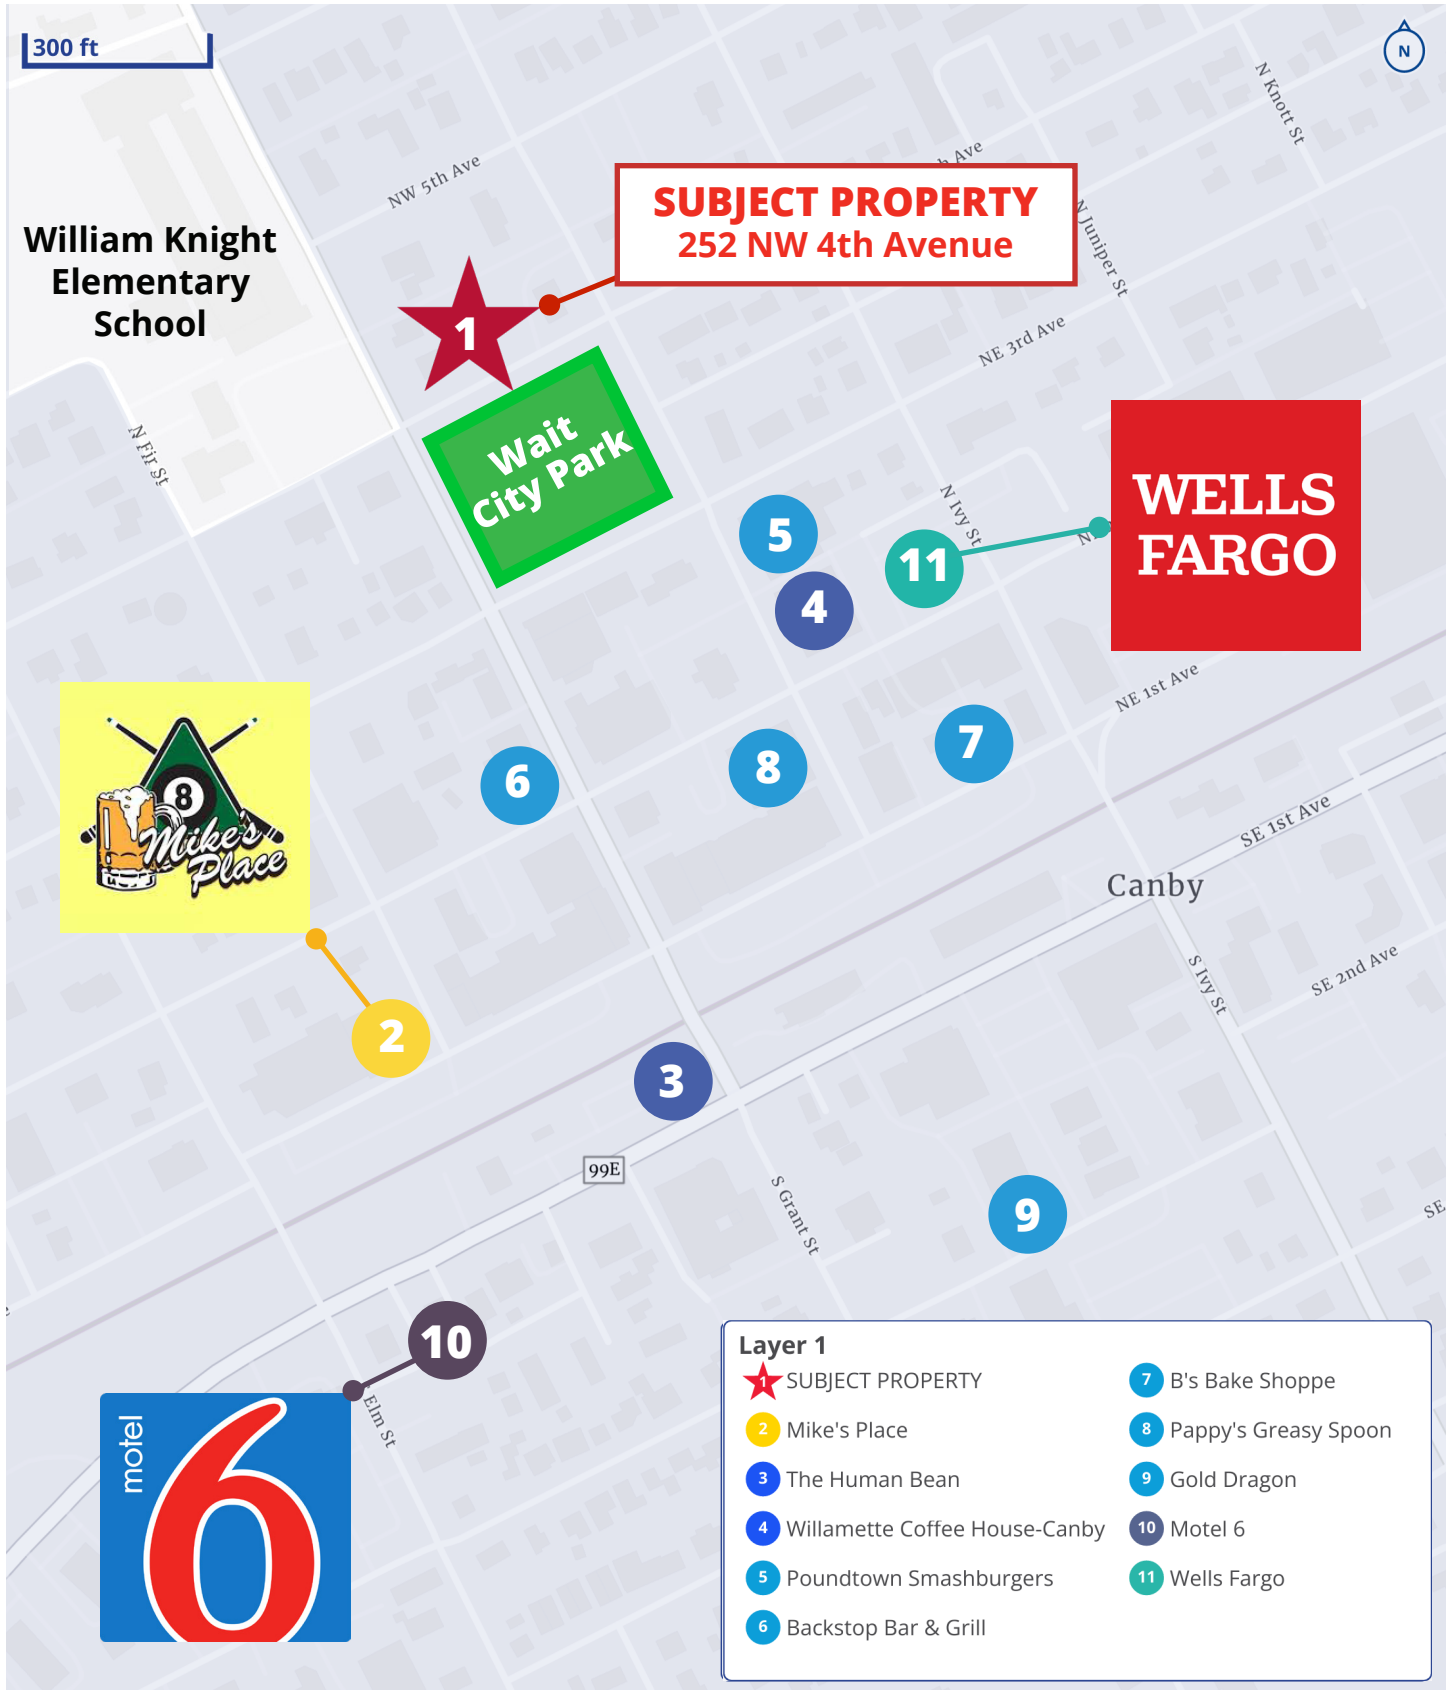 300 ft
N
N Knott St
NW 5th Ave
Ave
SUBJECT PROPERTY
252 NW 4th Avenue
N Juniper St
William Knight
Elementary
School
1
NE 3rd Ave
Wait
City Park
N Fir St
N Ivy St
WELLS
FARGO
5
11
4
NE 1st Ave
8
Mike's
Place
6
8
7
SE 1st Ave
Canby
2
S Ivy St
SE 2nd Ave
3
99E
S Grant St
9
SE
10
Elm St
motel
6
Layer 1
1 SUBJECT PROPERTY
2 Mike's Place
3 The Human Bean
4 Willamette Coffee House-Canby
5 Poundtown Smashburgers
6 Backstop Bar & Grill
7 B's Bake Shoppe
8 Pappy's Greasy Spoon
9 Gold Dragon
10 Motel 6
11 Wells Fargo